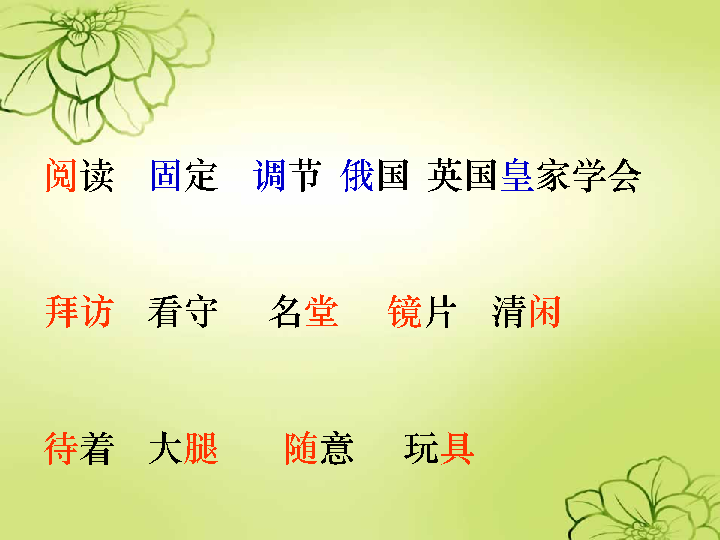 阅读 固定 调节 俄国 英国皇家学会
拜访 看守 名堂 镜片 清闲
待着 大腿 随意 玩具